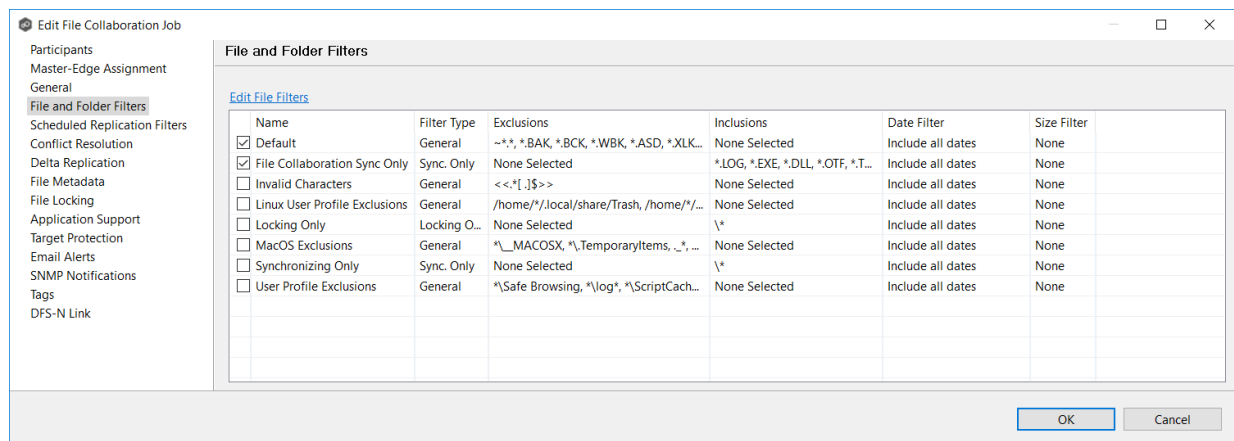 Edit File Collaboration Job
Participants
Master-Edge Assignment
General
File and Folder Filters
Scheduled Replication Filters
Conflict Resolution
Delta Replication
File Metadata
File Locking
Application Support
Target Protection
Email Alerts
SNMP Notifications
Tags
DFS-N Link
File and Folder Filters
Edit File Filters
Name Filter Type Exclusions Inclusions Date Filter Size Filter
Default General ~*.*, *.BAK, *.BCK, *.WBK, *.ASD, *.XLK... None Selected Include all dates None
File Collaboration Sync Only Sync. Only None Selected *.LOG, *.EXE, *.DLL, *.OTF, *.T... Include all dates None
Invalid Characters General <<.*[ .]$>> None Selected Include all dates None
Linux User Profile Exclusions General /home/*/.local/share/Trash, /home/*/... None Selected Include all dates None
Locking Only Locking O... None Selected \* Include all dates None
MacOS Exclusions General *\__MACOSX, *\.TemporaryItems, ._*, ... None Selected Include all dates None
Synchronizing Only Sync. Only None Selected \* Include all dates None
User Profile Exclusions General *\Safe Browsing, *\log*, *\ScriptCach... None Selected Include all dates None
OK Cancel